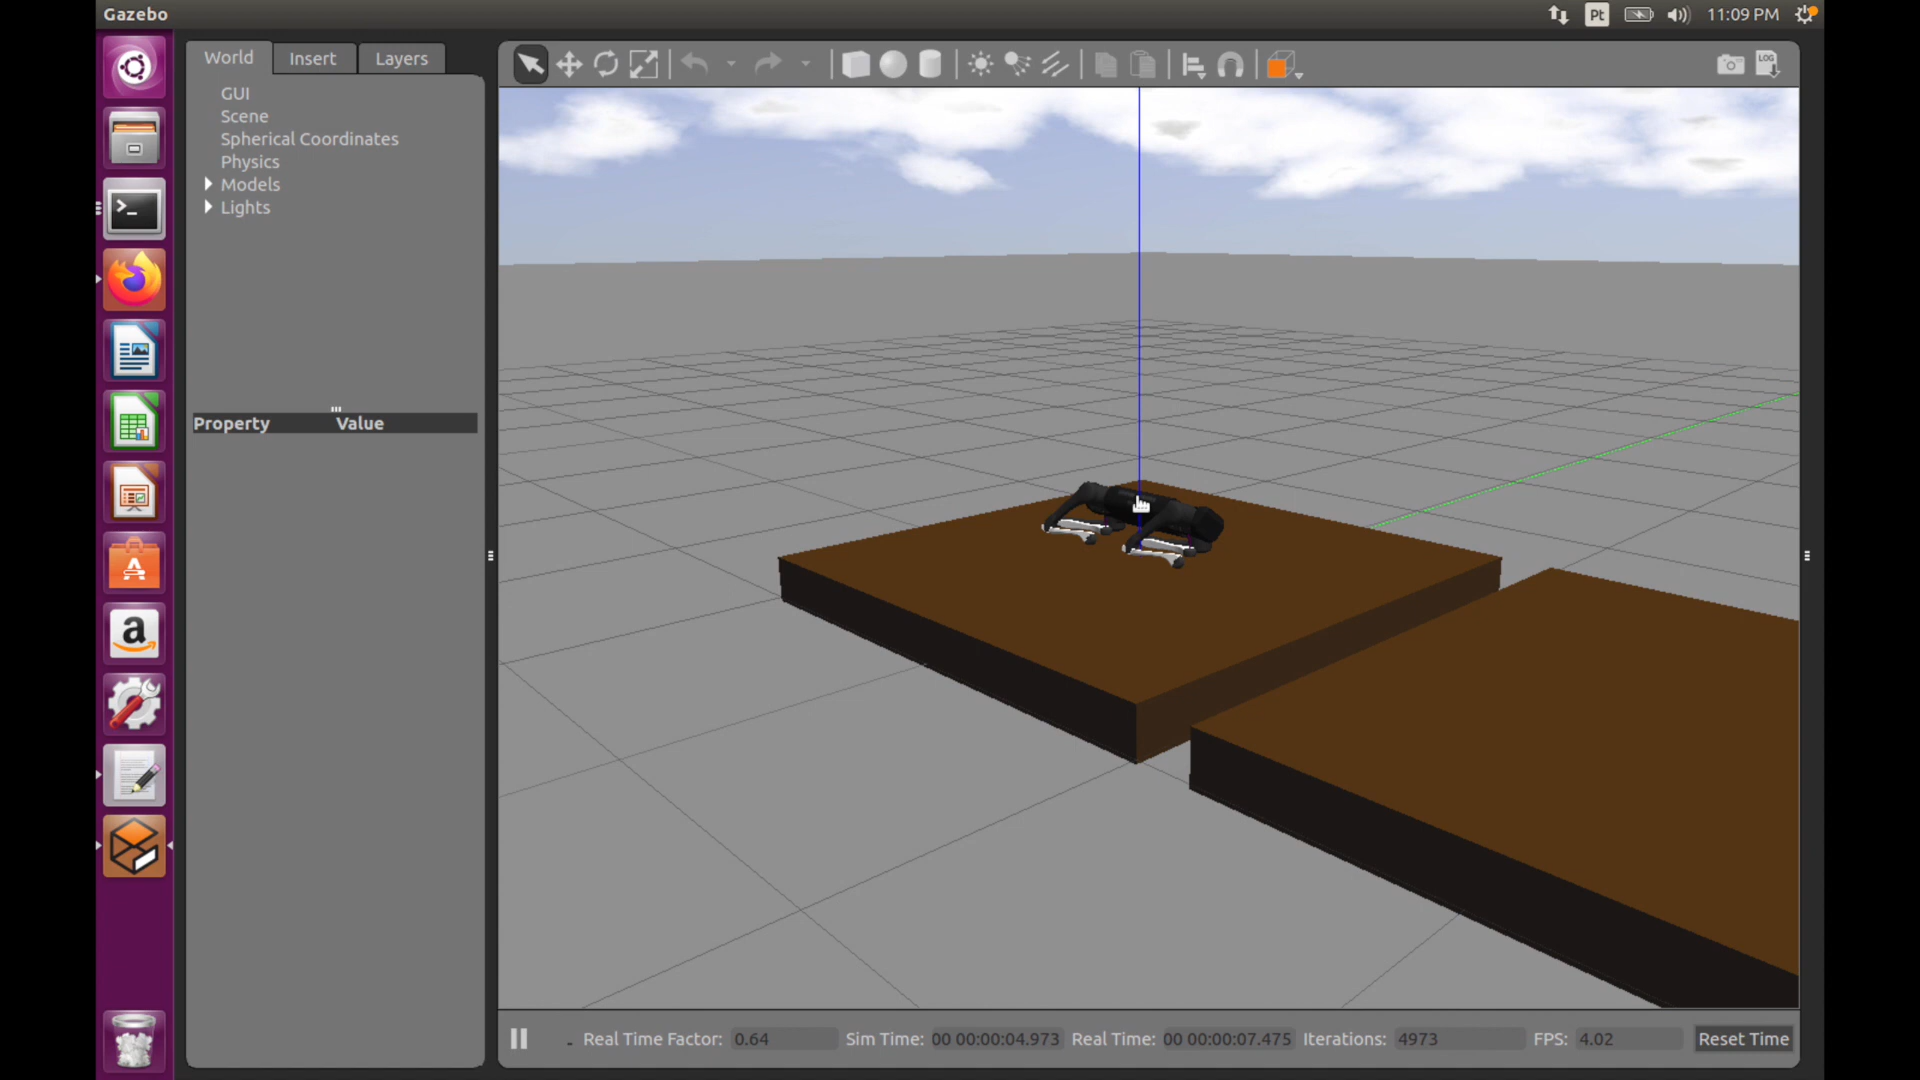 Gazebo
Pt
11:09 PM
World Insert Layers
GUI
Scene
Spherical Coordinates
Physics
Models
Lights
Property Value
LOG
a
Real Time Factor: 0.64 Sim Time: 00 00:00:04.973 Real Time: 00 00:00:07.475 Iterations: 4973 FPS: 4.02 Reset Time